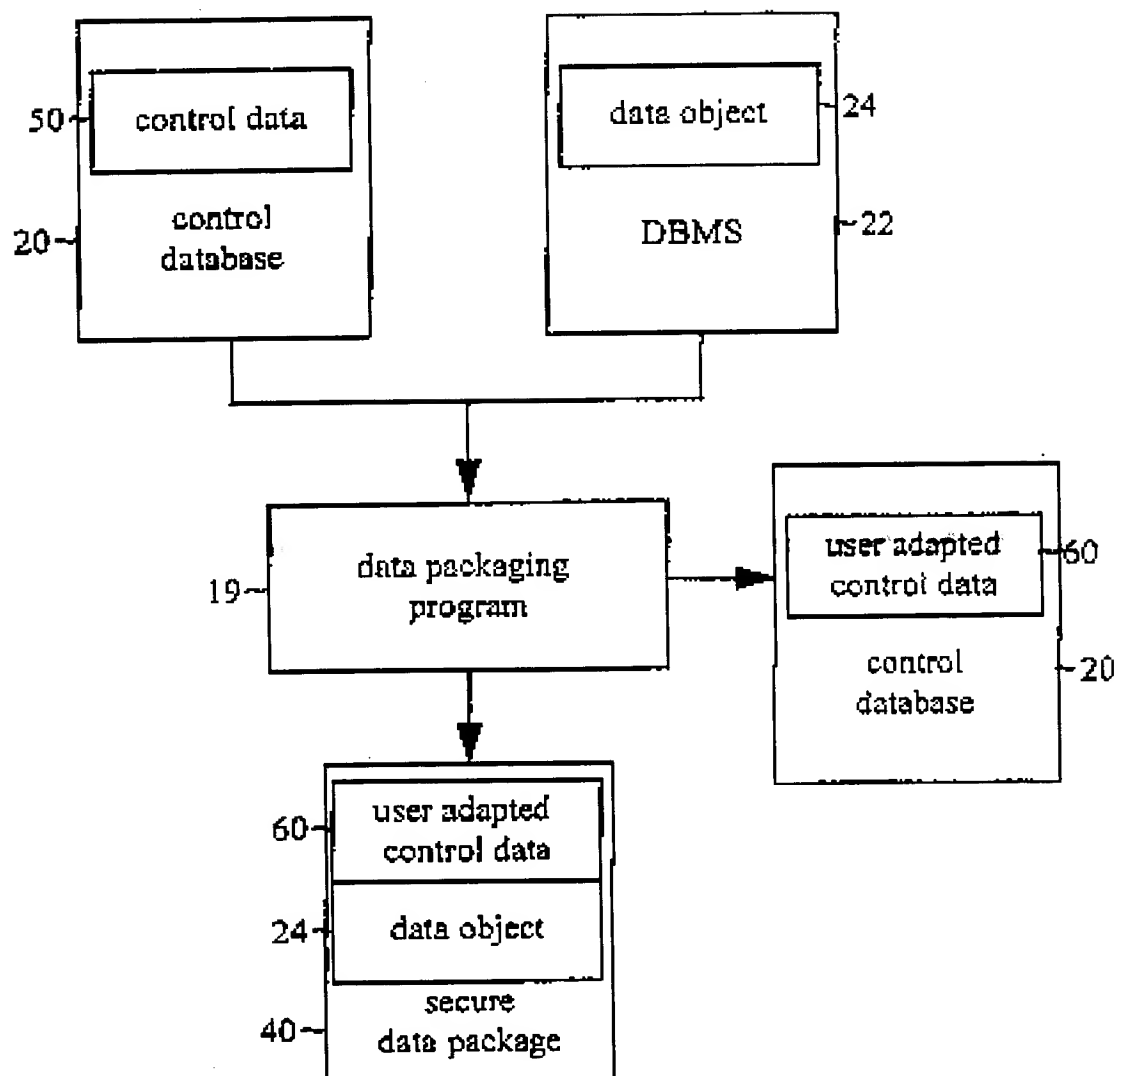 50
control data
20
control
database
data object
24
DBMS
22
19
data packaging
program
user adapted
control data
60
control
database
20
60
user adapted
control data
24
data object
40
secure
data package